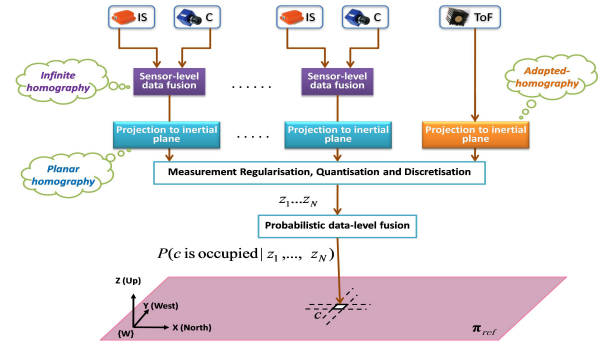 IS C IS C ToF
Infinite
homography
Sensor-level
data fusion
. . . . . .
Sensor-level
data fusion
Adapted-
homography
Projection to inertial
plane
. . . . .
Projection to inertial
plane
Projection to inertial
plane
Planar
homography
Measurement Regularisation, Quantisation and Discretisation
z1...zN
Probabilistic data-level fusion
P(c is occupied | z1 ,..., zN)
Z (Up)
Y (West)
X (North)
{W}
c
πref